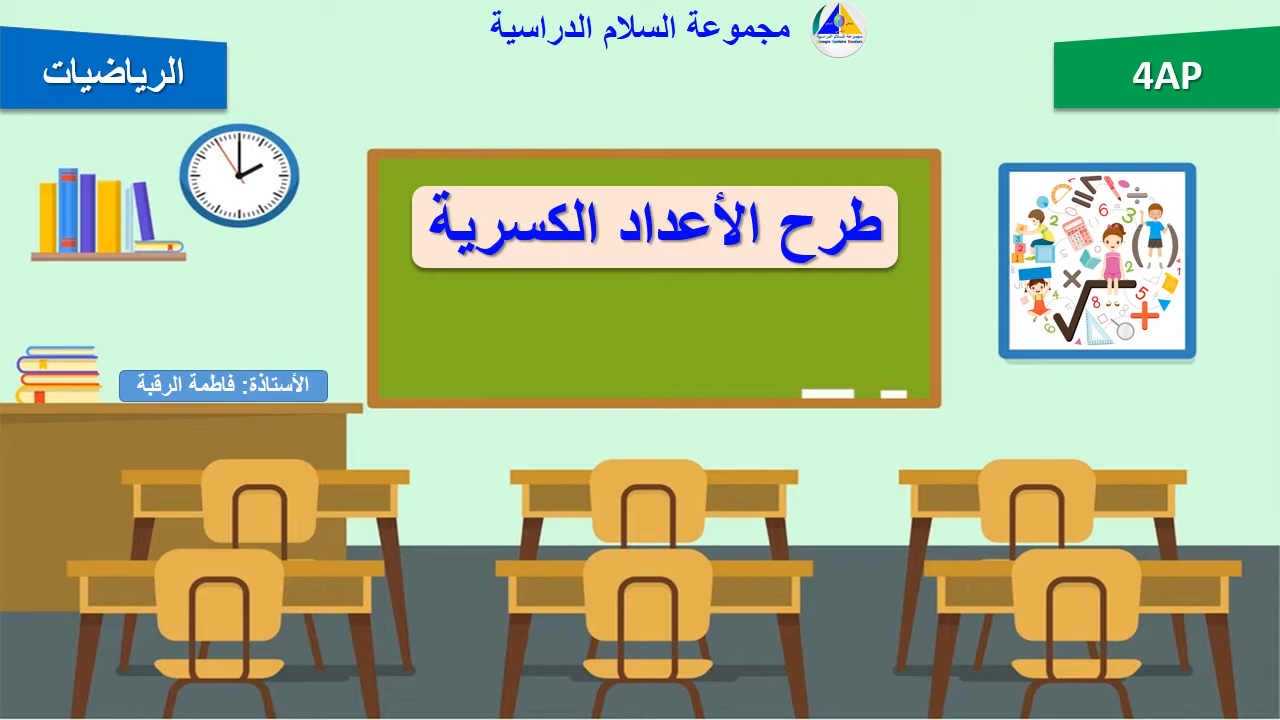 مجموعة السلام الدراسية
4AP
الرياضيات
طرح الأعداد الكسرية
الأستاذة: فاطمة الرقبة